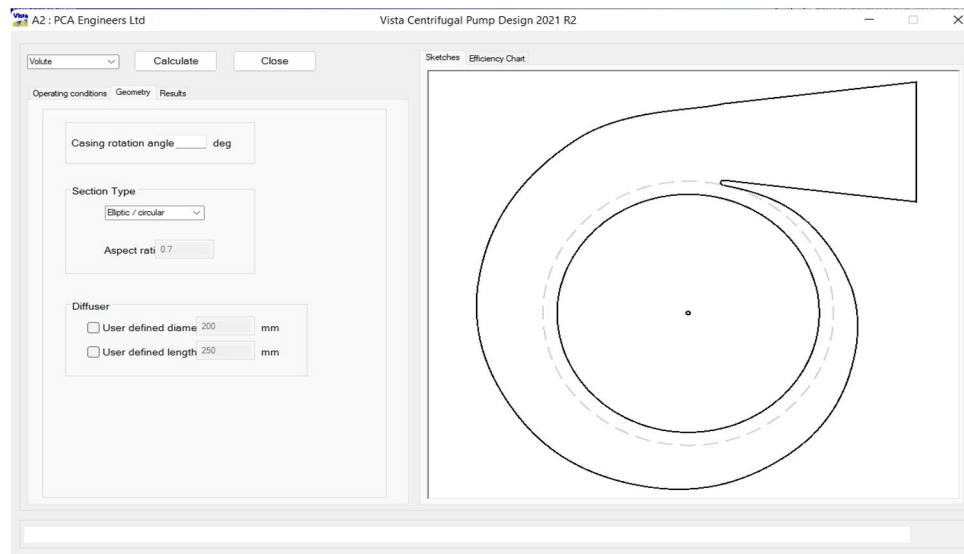 Vista
A2 : PCA Engineers Ltd
Vista Centrifugal Pump Design 2021 R2
Volute
Calculate
Close
Operating conditions Geometry Results
Casing rotation angle deg
Section Type
Elliptic / circular
Aspect rati 0.7
Diffuser
User defined diame 200 mm
User defined length 250 mm
Sketches Efficiency Chart